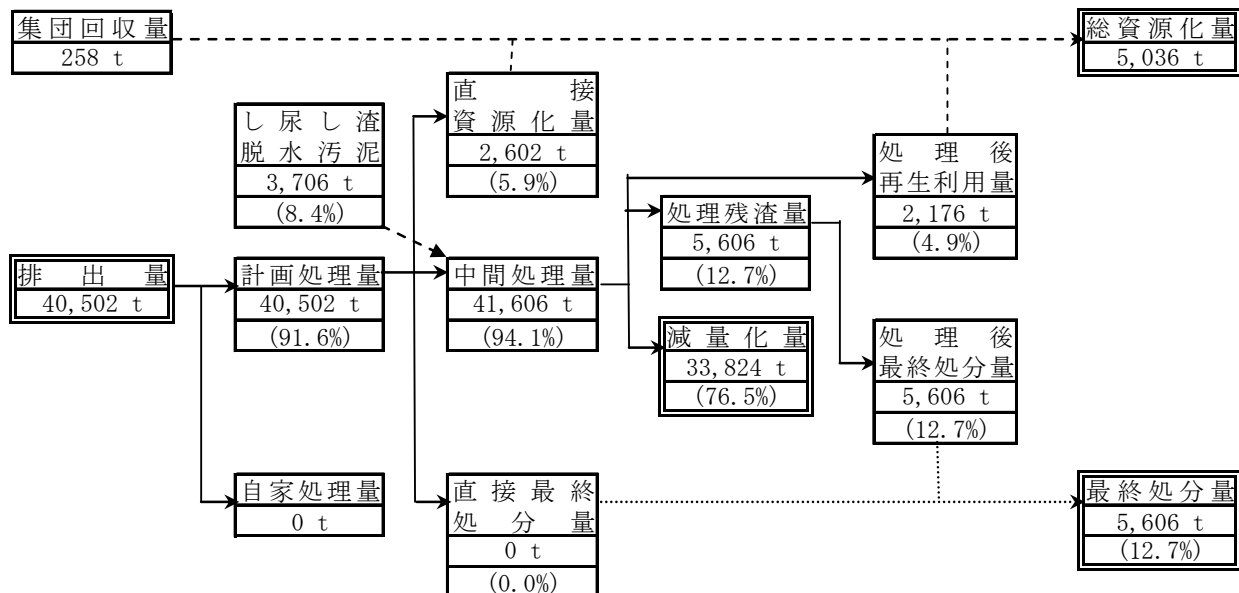 集団回収量
258 t
総資源化量
5,036 t
直接
資源化量
2,602 t
(5.9%)
し尿し渣
脱水汚泥
3,706 t
(8.4%)
処理後
再生利用量
2,176 t
(4.9%)
処理残渣量
5,606 t
(12.7%)
排出量
40,502 t
計画処理量
40,502 t
(91.6%)
中間処理量
41,606 t
(94.1%)
減量化量
33,824 t
(76.5%)
処理後
最終処分量
5,606 t
(12.7%)
自家処理量
0 t
直接最終
処分量
0 t
(0.0%)
最終処分量
5,606 t
(12.7%)